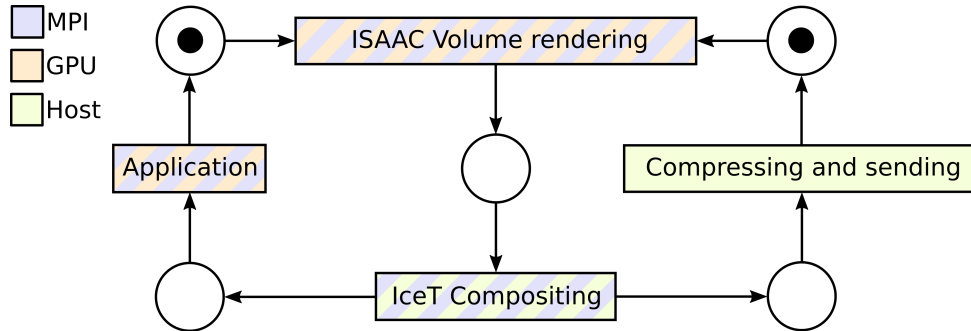 MPI
GPU
Host
ISAAC Volume rendering
Application
Compressing and sending
IceT Compositing